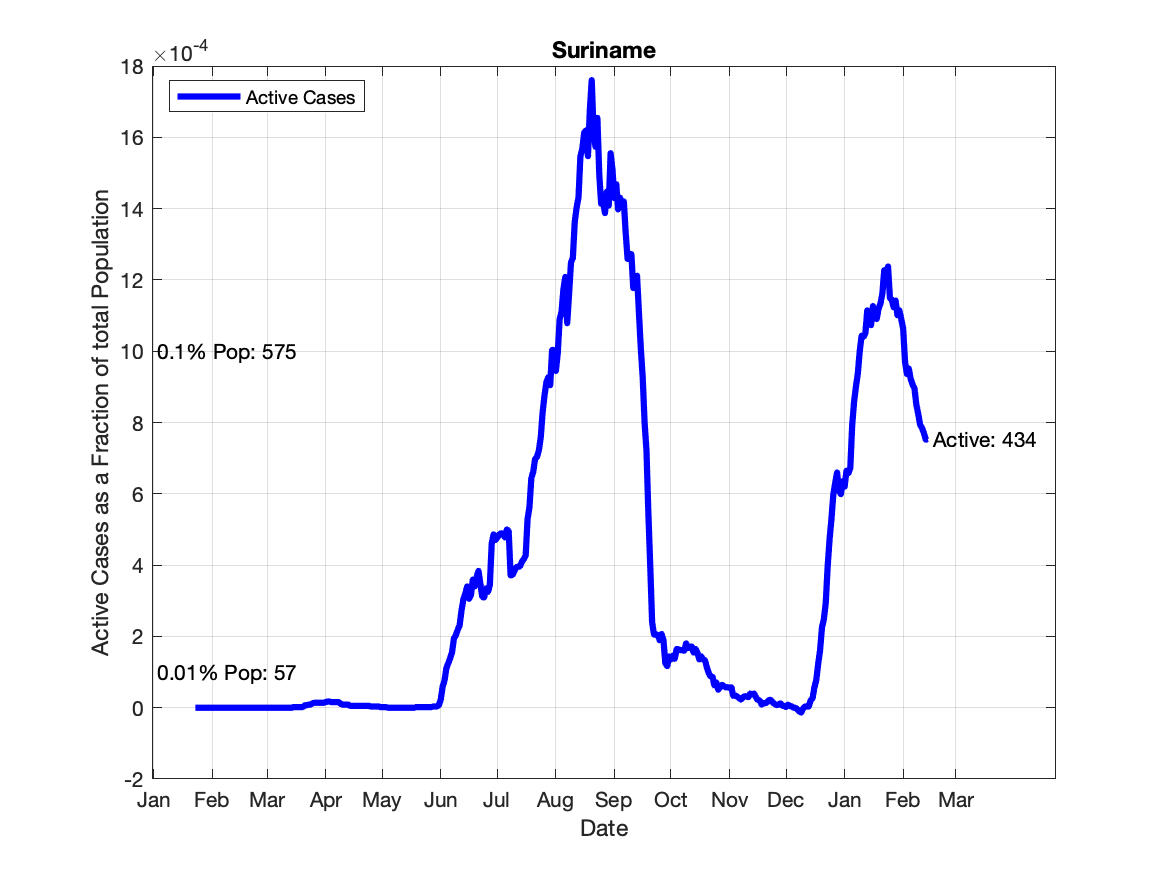 Suriname
×10-4
18
Active Cases
16
14
12
0.1% Pop: 575
10
8
Active: 434
6
4
2
0.01% Pop: 57
0
-2
Jan Feb Mar Apr May Jun Jul Aug Sep Oct Nov Dec Jan Feb Mar
Date
Active Cases as a Fraction of total Population